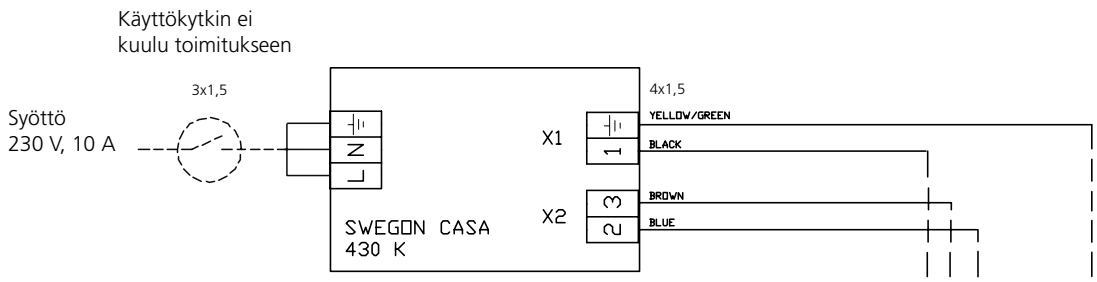 Käyttökytkin ei
kuulu toimitukseen
3x1,5
Syöttö
230 V, 10 A
N
L
SWEGON CASA
430 K
X1
1
X2
3
2
4x1,5
YELLOW/GREEN
BLACK
BROWN
BLUE